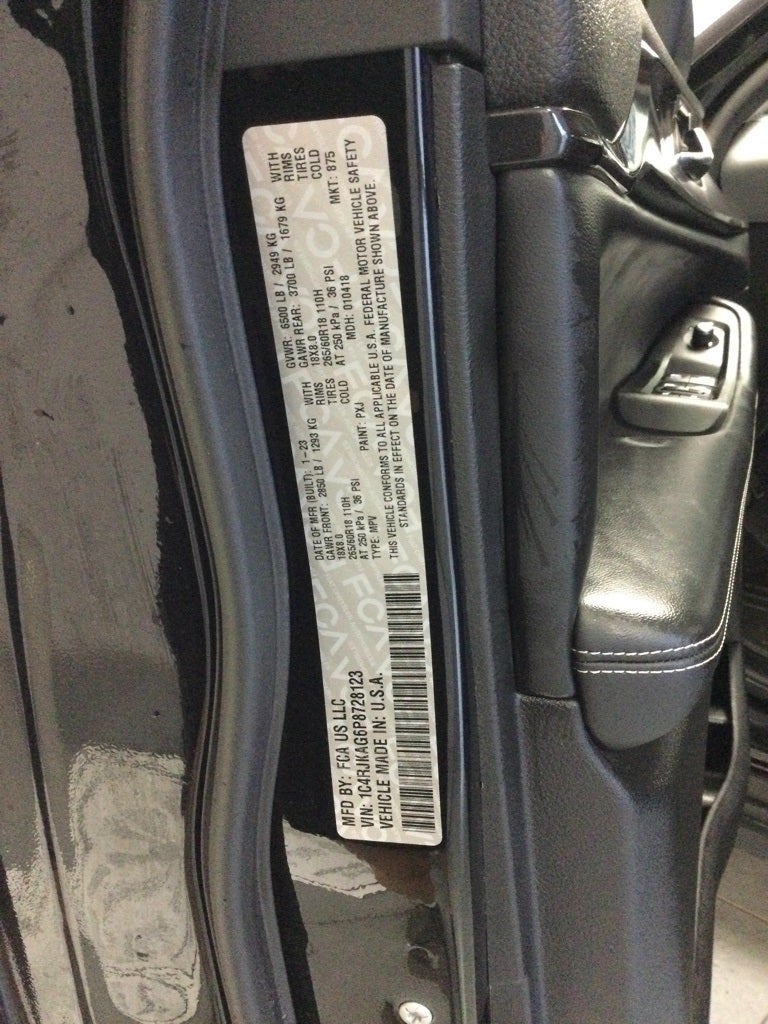 MFD BY: FCA US LLC
VIN: 1C4RJKAG6P8728123
VEHICLE MADE IN: U.S.A.
DATE OF MFR (BUILT): 1-23 GVWR: 6500 LB / 2949 KG
GAWR FRONT: 2850 LB / 1293 KG WITH GAWR REAR: 3700 LB / 1679 KG WITH
18X8.0 RIMS 18X8.0 RIMS
265/60R18 110H TIRES 265/60R18 110H TIRES
AT 250 kPa / 36 PSI COLD AT 250 kPa / 36 PSI COLD
TYPE: MPV PAINT: PXJ MDH: 010418 MKT: 875
THIS VEHICLE CONFORMS TO ALL APPLICABLE U.S.A. FEDERAL MOTOR VEHICLE SAFETY
STANDARDS IN EFFECT ON THE DATE OF MANUFACTURE SHOWN ABOVE.
FCA